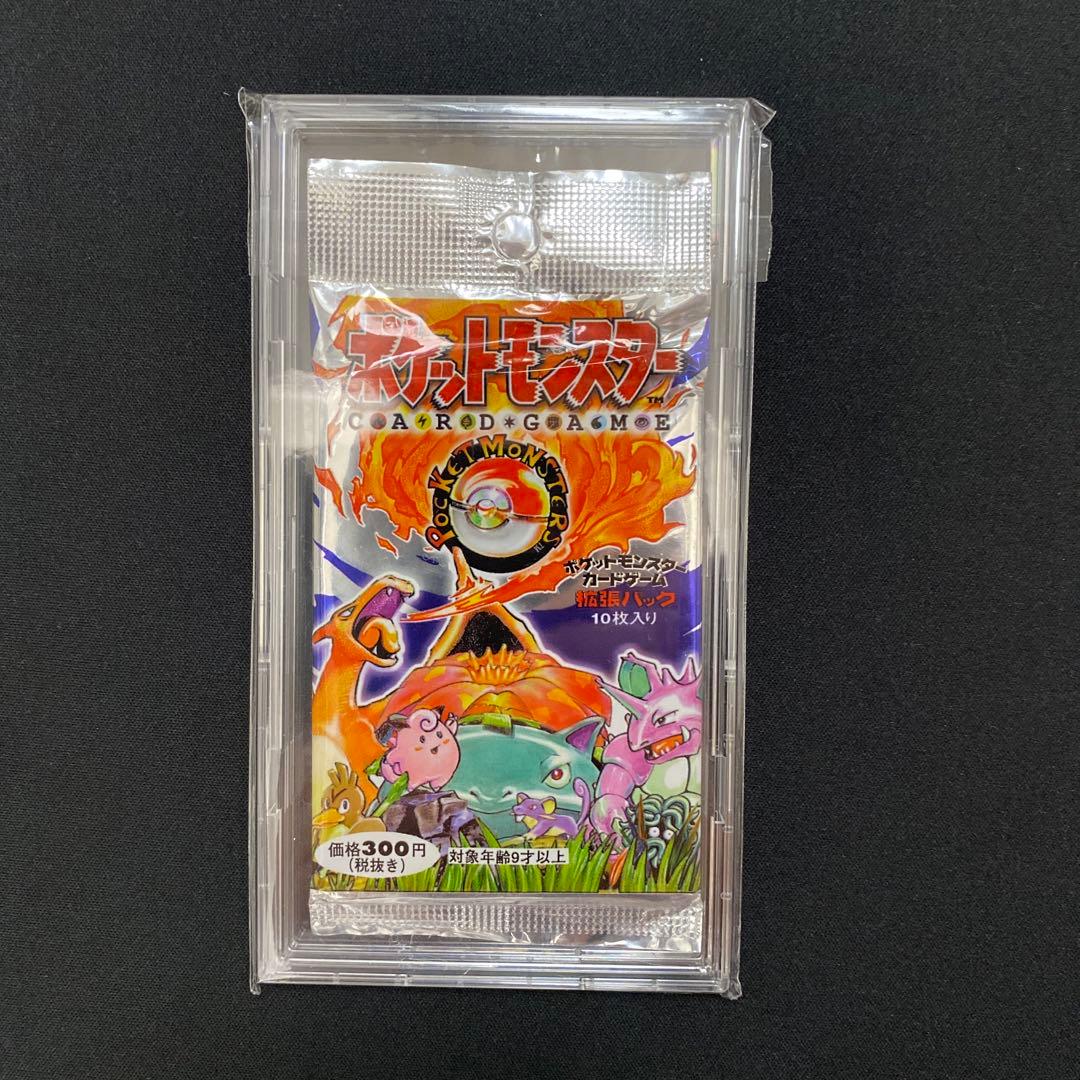 ポケットモンスター
TM
CARD GAME
POCKET MONSTERS
ポケットモンスター
カードゲーム
拡張パック
10枚入り
価格300円
(税抜き)
対象年齢9才以上